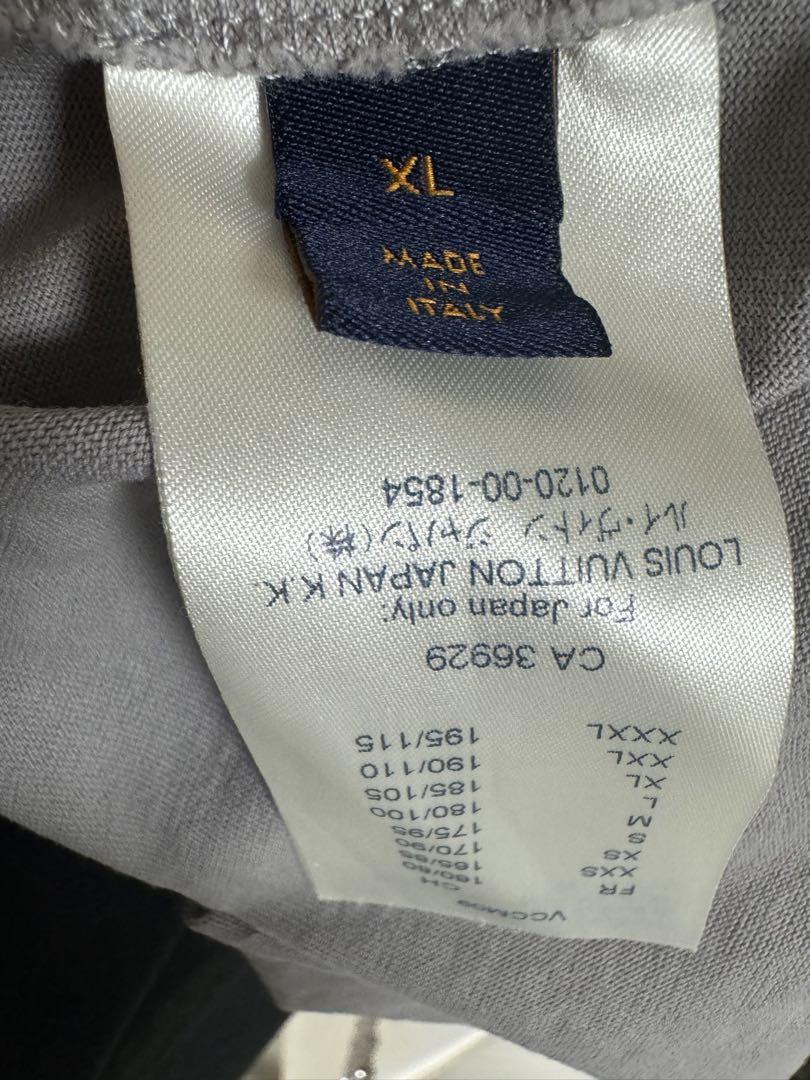 XL
MADE
IN
ITALY
VCCM09
FR CH
XXS 160/80
XS 165/85
S 170/90
M 175/95
L 180/100
XL 185/105
XXL 190/110
XXXL 195/115
CA 36929
For Japan only:
LOUIS VUITTON JAPAN K.K.
ルイ・ヴィトン ジャパン(株)
0120-00-1854